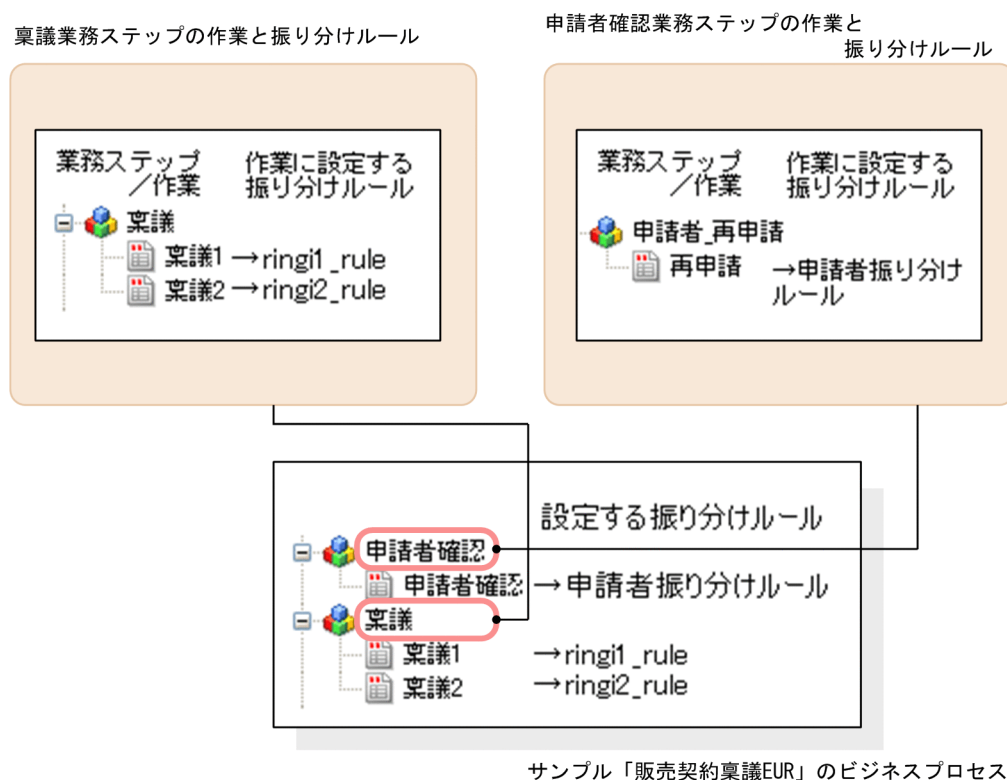 稟議業務ステップの作業と振り分けルール
申請者確認業務ステップの作業と
振り分けルール
業務ステップ
／作業
作業に設定する
振り分けルール
稟議
稟議1 →ringi1_rule
稟議2 →ringi2_rule
業務ステップ
／作業
作業に設定する
振り分けルール
申請者_再申請
再申請 →申請者振り分け
ルール
設定する振り分けルール
申請者確認
申請者確認 →申請者振り分けルール
稟議
稟議1 →ringi1_rule
稟議2 →ringi2_rule
サンプル「販売契約稟議EUR」のビジネスプロセス